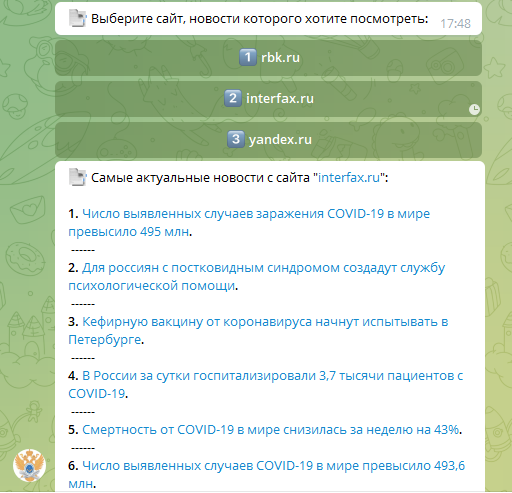 Выберите сайт, новости которого хотите посмотреть:
17:48
1 rbk.ru
2 interfax.ru
3 yandex.ru
Самые актуальные новости с сайта "interfax.ru":
1. Число выявленных случаев заражения COVID-19 в мире
превысило 495 млн.
------
2. Для россиян с постковидным синдромом создадут службу
психологической помощи.
------
3. Кефирную вакцину от коронавируса начнут испытывать в
Петербурге.
------
4. В России за сутки госпитализировали 3,7 тысячи пациентов с
COVID-19.
------
5. Смертность от COVID-19 в мире снизилась за неделю на 43%.
------
6. Число выявленных случаев COVID-19 в мире превысило 493,6
млн.